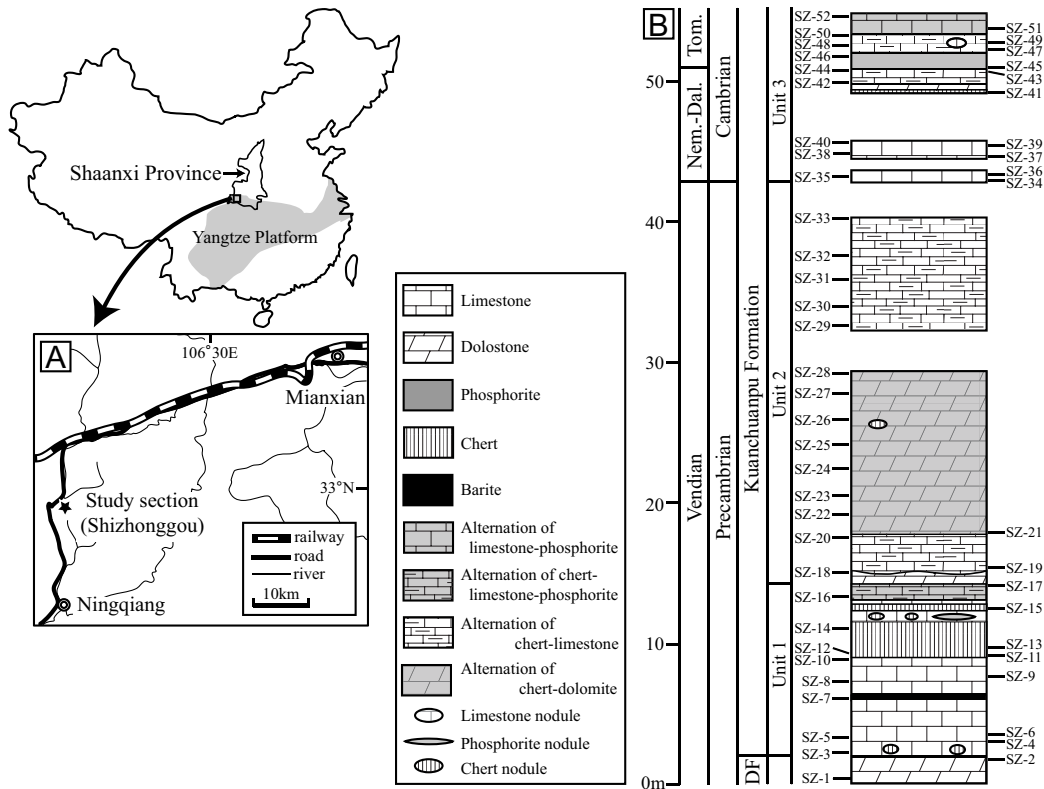 Shaanxi Province
Yangtze Platform
A
106°30E
Mianxian
33°N
Study section
(Shizhonggou)
railway
road
river
10km
Ningqiang
Limestone
Dolostone
Phosphorite
Chert
Barite
Alternation of
limestone-phosphorite
Alternation of chert-
limestone-phosphorite
Alternation of
chert-limestone
Alternation of
chert-dolomite
Limestone nodule
Phosphorite nodule
Chert nodule
B
50
40
30
20
10
0m
Tom.
Nem.-Dal.
Vendian
Cambrian
Precambrian
Kuanchuanpu Formation
DF
Unit 3
Unit 2
Unit 1
SZ-52
SZ-50
SZ-48
SZ-46
SZ-44
SZ-42
SZ-40
SZ-38
SZ-35
SZ-33
SZ-32
SZ-31
SZ-30
SZ-29
SZ-28
SZ-27
SZ-26
SZ-25
SZ-24
SZ-23
SZ-22
SZ-20
SZ-18
SZ-16
SZ-14
SZ-12
SZ-10
SZ-8
SZ-7
SZ-5
SZ-3
SZ-1
SZ-51
SZ-49
SZ-47
SZ-45
SZ-43
SZ-41
SZ-39
SZ-37
SZ-36
SZ-34
SZ-21
SZ-19
SZ-17
SZ-15
SZ-13
SZ-11
SZ-9
SZ-6
SZ-4
SZ-2